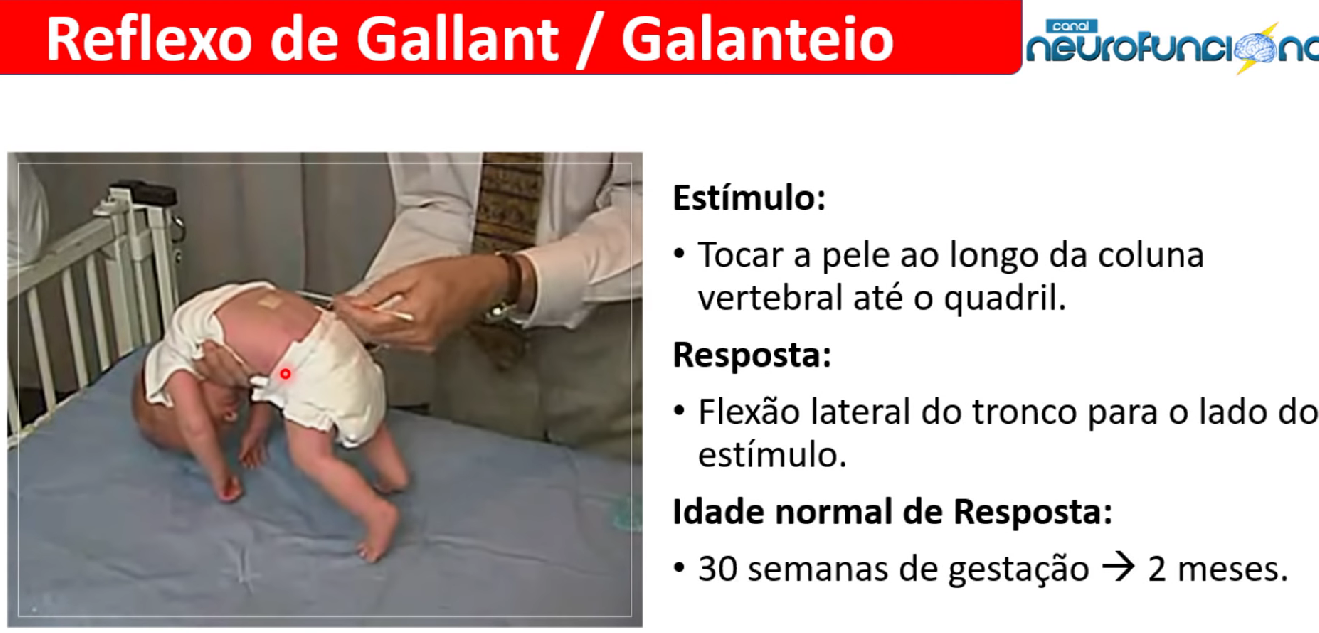 Reflexo de Gallant / Galanteio
canal
neuroFuncional
Estímulo:
• Tocar a pele ao longo da coluna
vertebral até o quadril.
Resposta:
• Flexão lateral do tronco para o lado do
estímulo.
Idade normal de Resposta:
• 30 semanas de gestação → 2 meses.